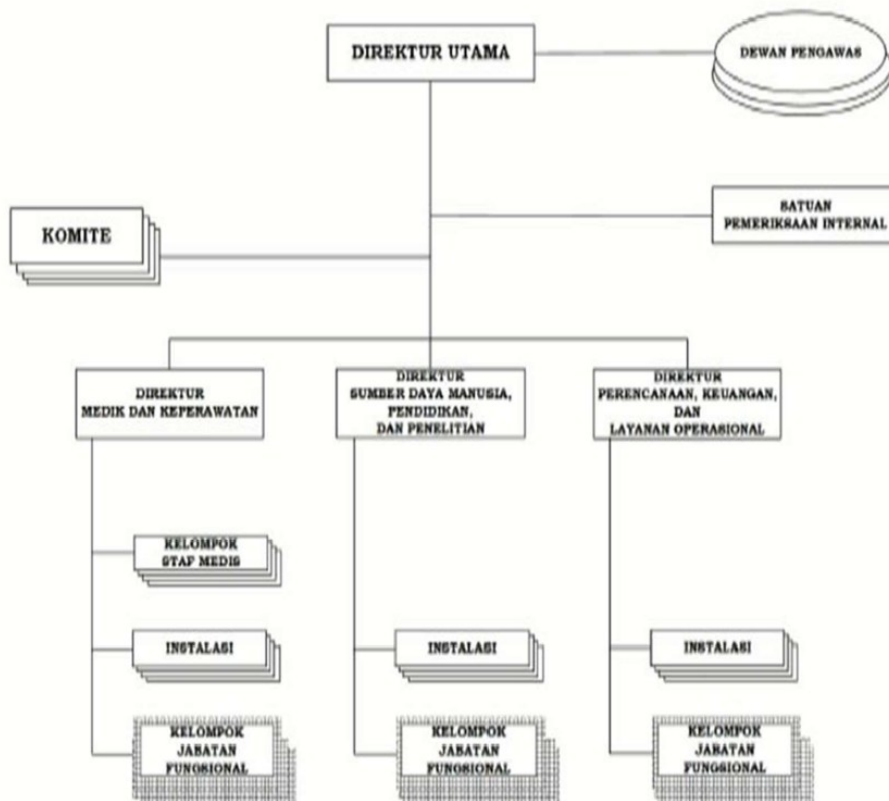 DIREKTUR UTAMA
DEWAN PENGAWAS
SATUAN
PEMERIKSAAN INTERNAL
KOMITE
DIREKTUR
MEDIK DAN KEPERAWATAN
DIREKTUR
SUMBER DAYA MANUSIA,
PENDIDIKAN,
DAN PENELITIAN
DIREKTUR
PERENCANAAN, KEUANGAN,
DAN
LAYANAN OPERASIONAL
KELOMPOK
STAF MEDIS
INSTALASI
INSTALASI
INSTALASI
KELOMPOK
JABATAN
FUNGSIONAL
KELOMPOK
JABATAN
FUNGSIONAL
KELOMPOK
JABATAN
FUNGSIONAL